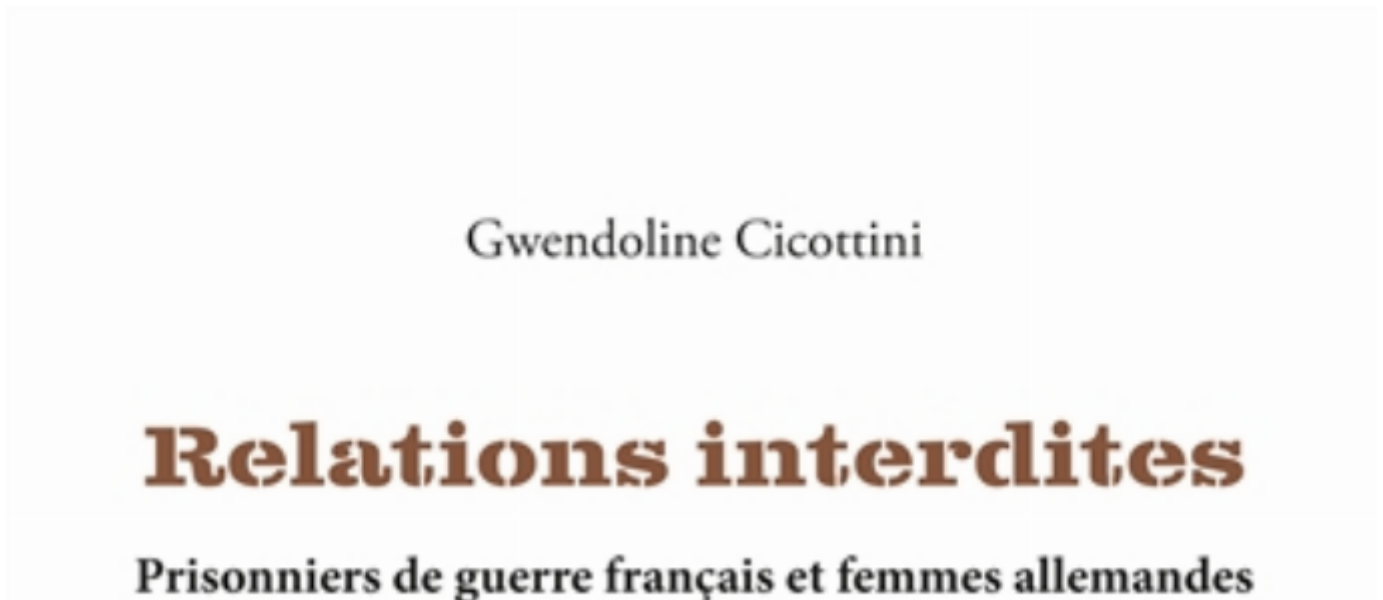 Gwendoline Cicottini
Relations interdites
Prisonniers de guerre français et femmes allemandes